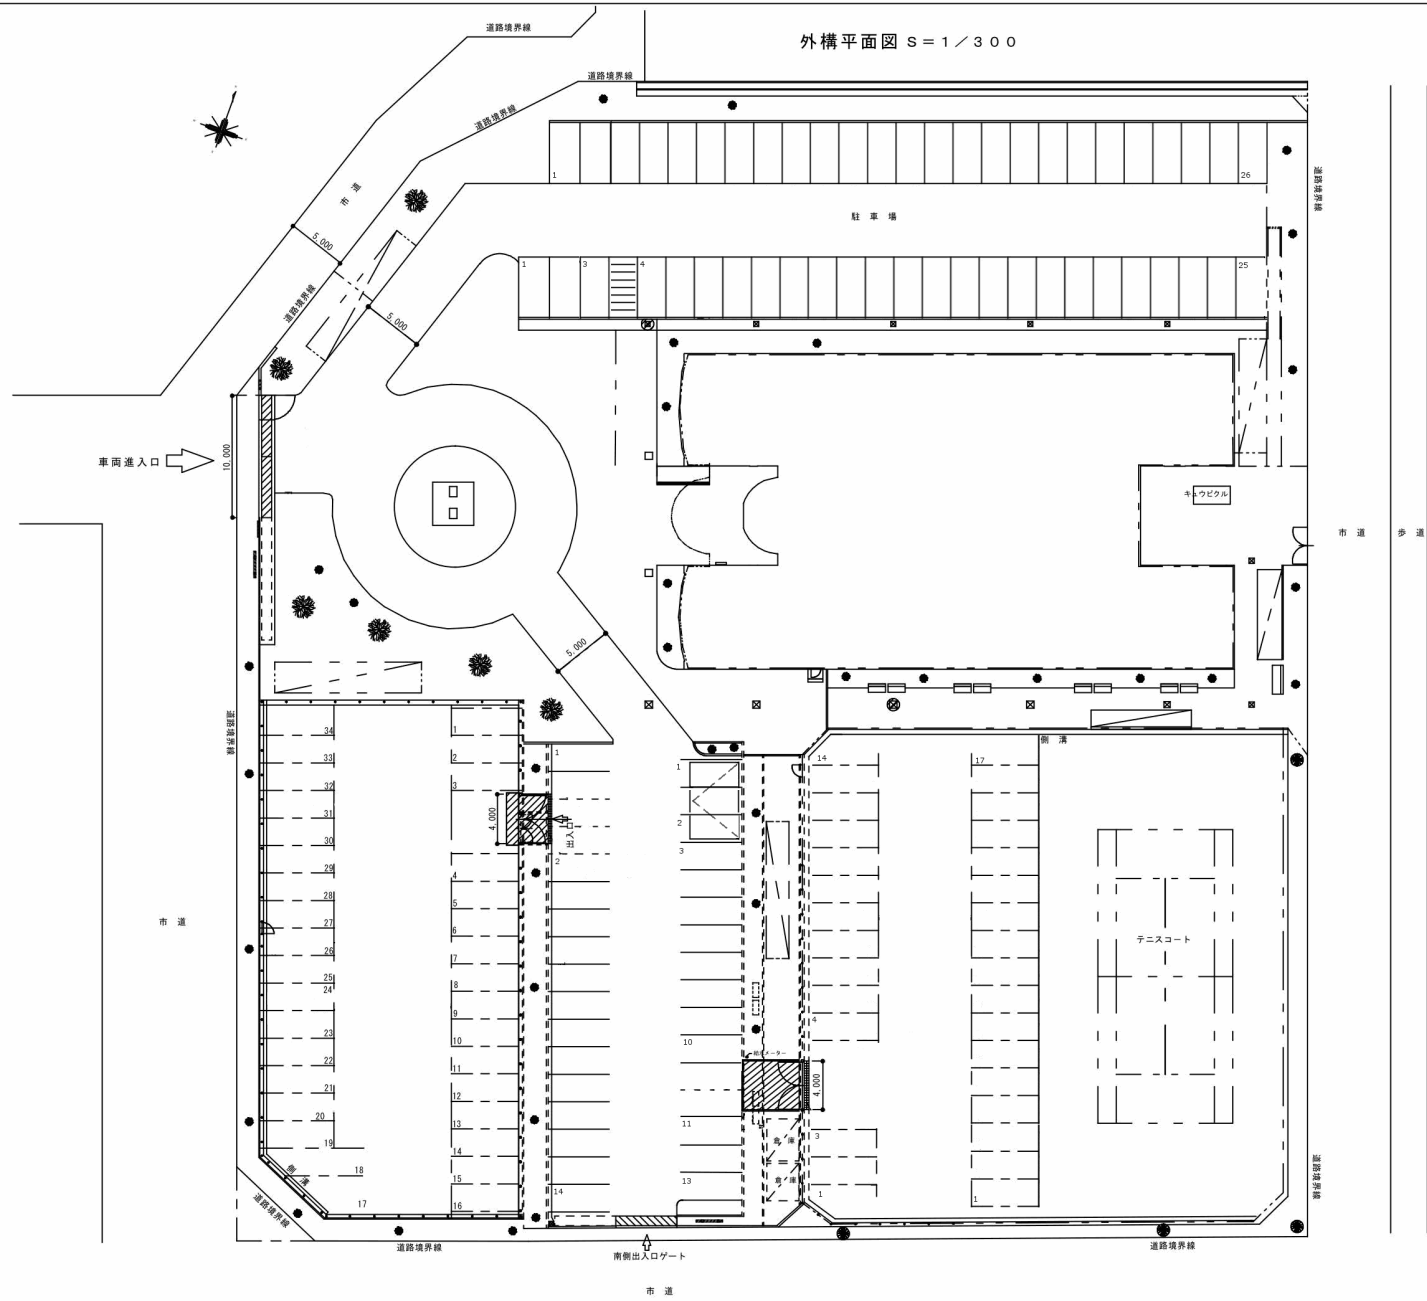 道路境界線
外構平面図 S＝1／300
道路境界線
道路境界線
市 道
5,000
道路境界線
1
26
道路境界線
駐 車 場
1
3
4
25
5,000
車両進入口
10,000
キュウビクル
市 道
歩 道
5,000
道路境界線
側 溝
34
33
32
31
30
29
28
27
26
25
24
23
22
21
20
19
18
17
1
2
3
4
5
6
7
8
9
10
11
12
13
14
15
16
4,000
出入口
1
2
14
1
2
3
10
11
13
4,000
倉 庫
倉 庫
14
4
3
1
17
1
テニスコート
市 道
側 溝
道路境界線
道路境界線
道路境界線
道路境界線
南側出入口ゲート
市 道